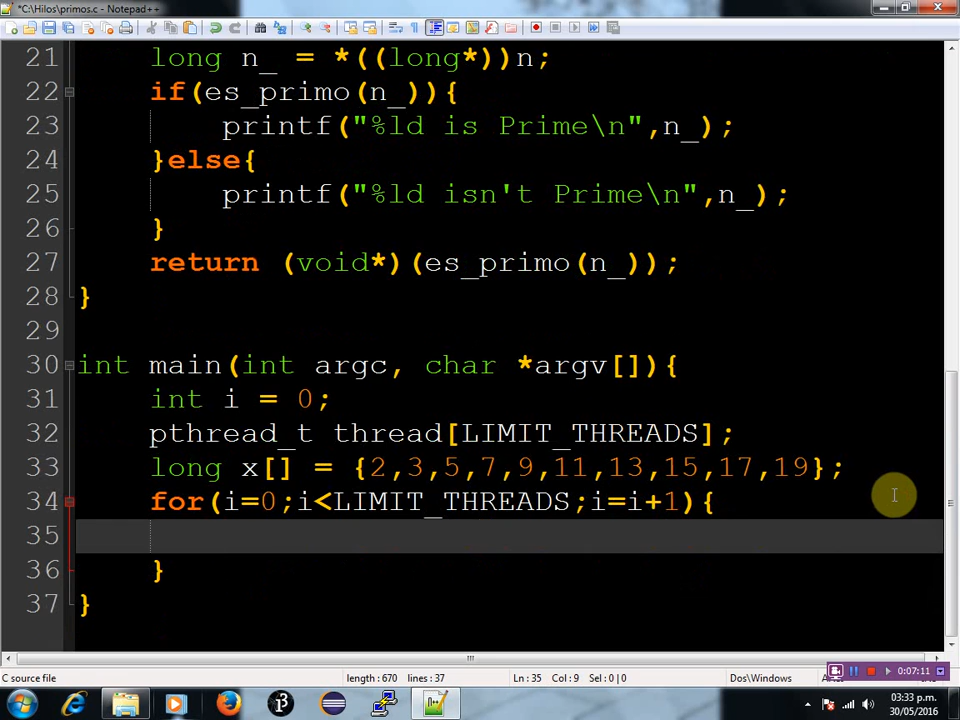 *C:\Hilos\primos.c - Notepad++
21 long n_ = *((long*))n;
22 if(es_primo(n_)){
23 printf("%ld is Prime\n",n_);
24 }else{
25 printf("%ld isn't Prime\n",n_);
26 }
27 return (void*)(es_primo(n_));
28 }
29
30 int main(int argc, char *argv[]){
31 int i = 0;
32 pthread_t thread[LIMIT_THREADS];
33 long x[] = {2,3,5,7,9,11,13,15,17,19};
34 for(i=0;i<LIMIT_THREADS;i=i+1){
35
36 }
37 }
C source file length : 670 lines : 37 Ln : 35 Col : 9 Sel : 0 | 0 Dos\Windows
0:07:11
03:33 p.m.
30/05/2016